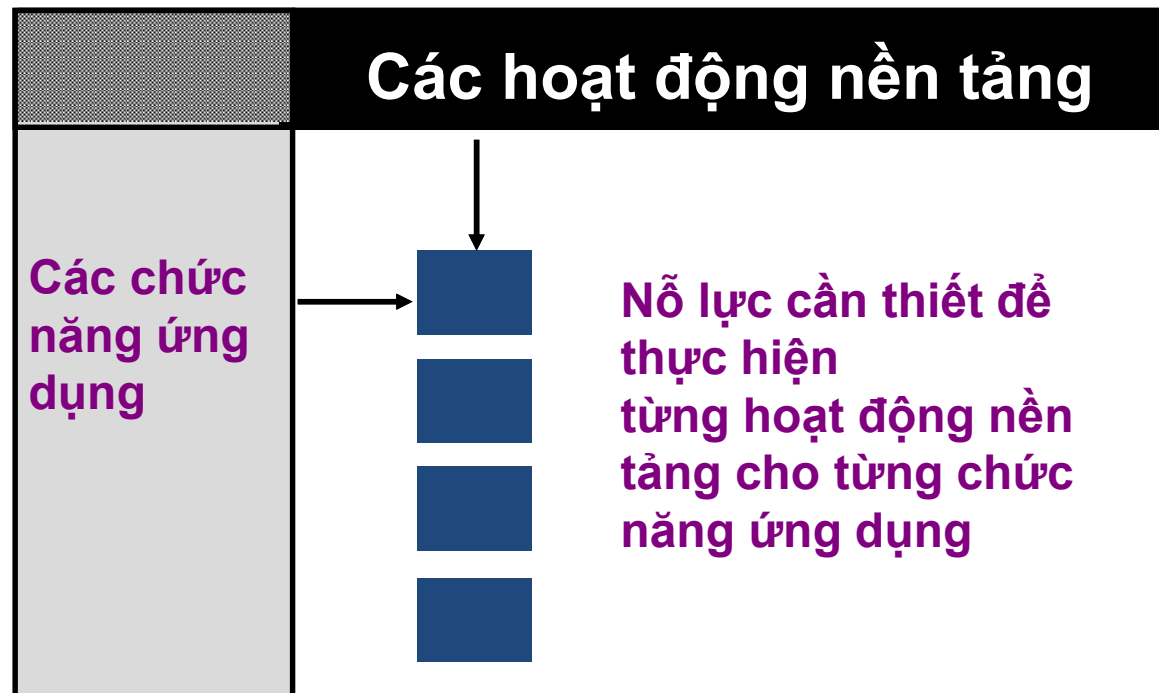 Các hoạt động nền tảng
Các chức
năng ứng
dụng
Nỗ lực cần thiết để
thực hiện
từng hoạt động nền
tảng cho từng chức
năng ứng dụng